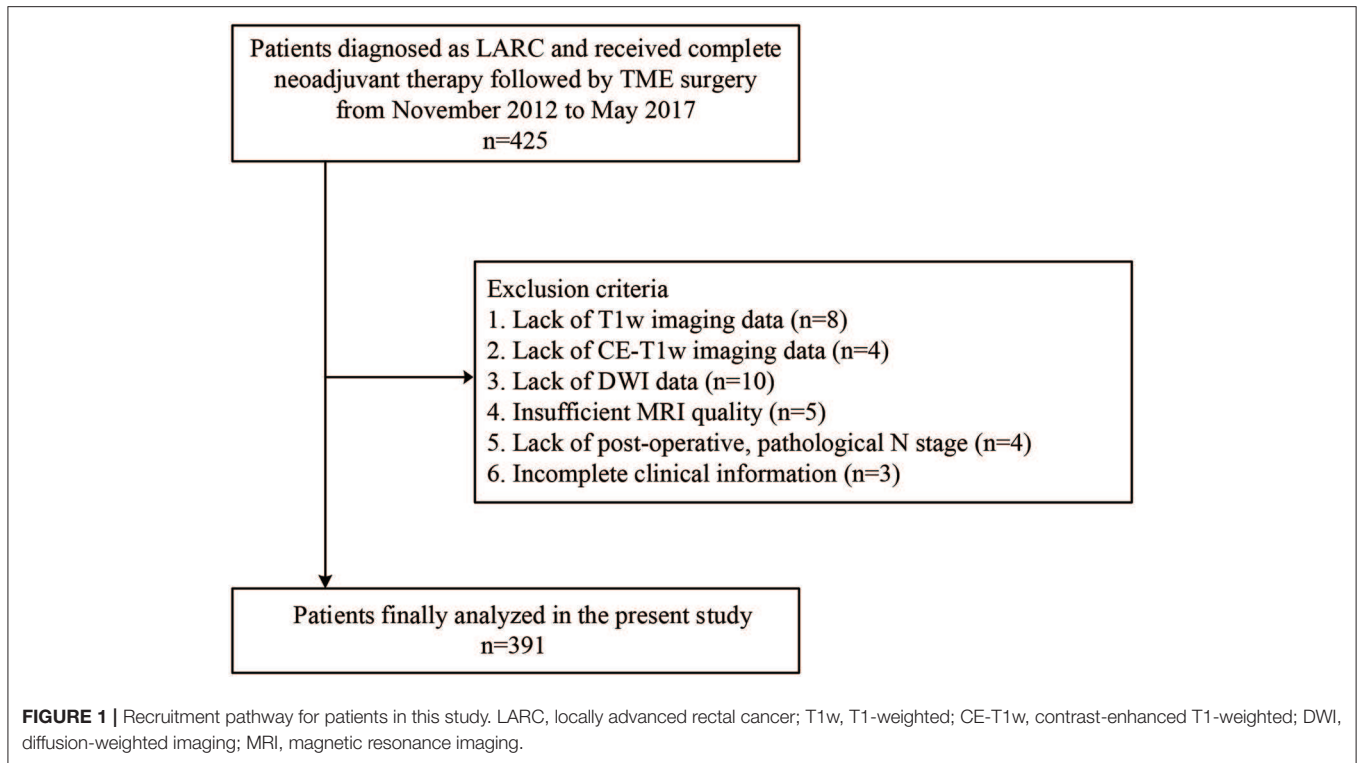 Patients diagnosed as LARC and received complete
neoadjuvant therapy followed by TME surgery
from November 2012 to May 2017
n=425
Exclusion criteria
1. Lack of T1w imaging data (n=8)
2. Lack of CE-T1w imaging data (n=4)
3. Lack of DWI data (n=10)
4. Insufficient MRI quality (n=5)
5. Lack of post-operative, pathological N stage (n=4)
6. Incomplete clinical information (n=3)
Patients finally analyzed in the present study
n=391
FIGURE 1 | Recruitment pathway for patients in this study. LARC, locally advanced rectal cancer; T1w, T1-weighted; CE-T1w, contrast-enhanced T1-weighted; DWI,
diffusion-weighted imaging; MRI, magnetic resonance imaging.